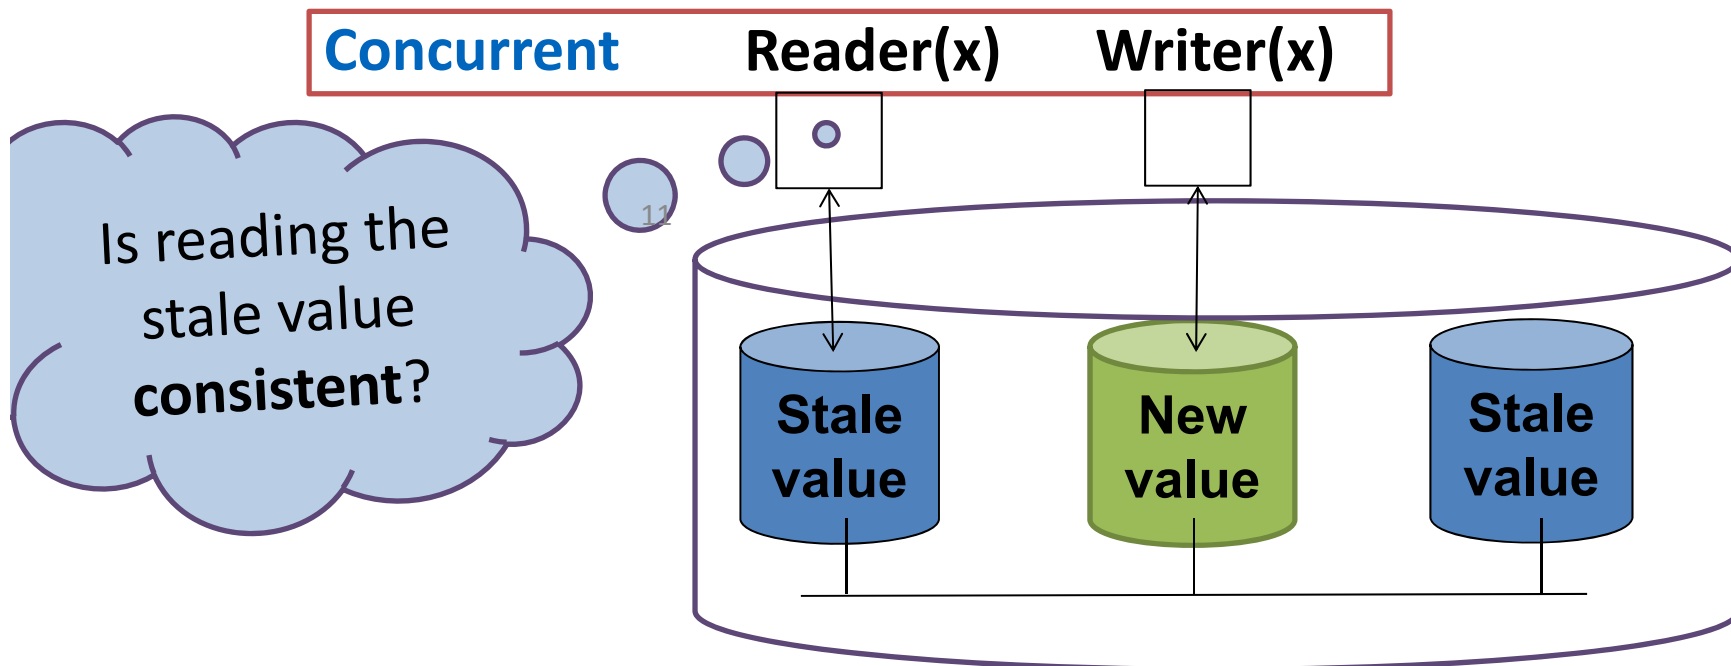 Concurrent Reader(x) Writer(x)
11
Is reading the
stale value
consistent?
Stale
value
New
value
Stale
value